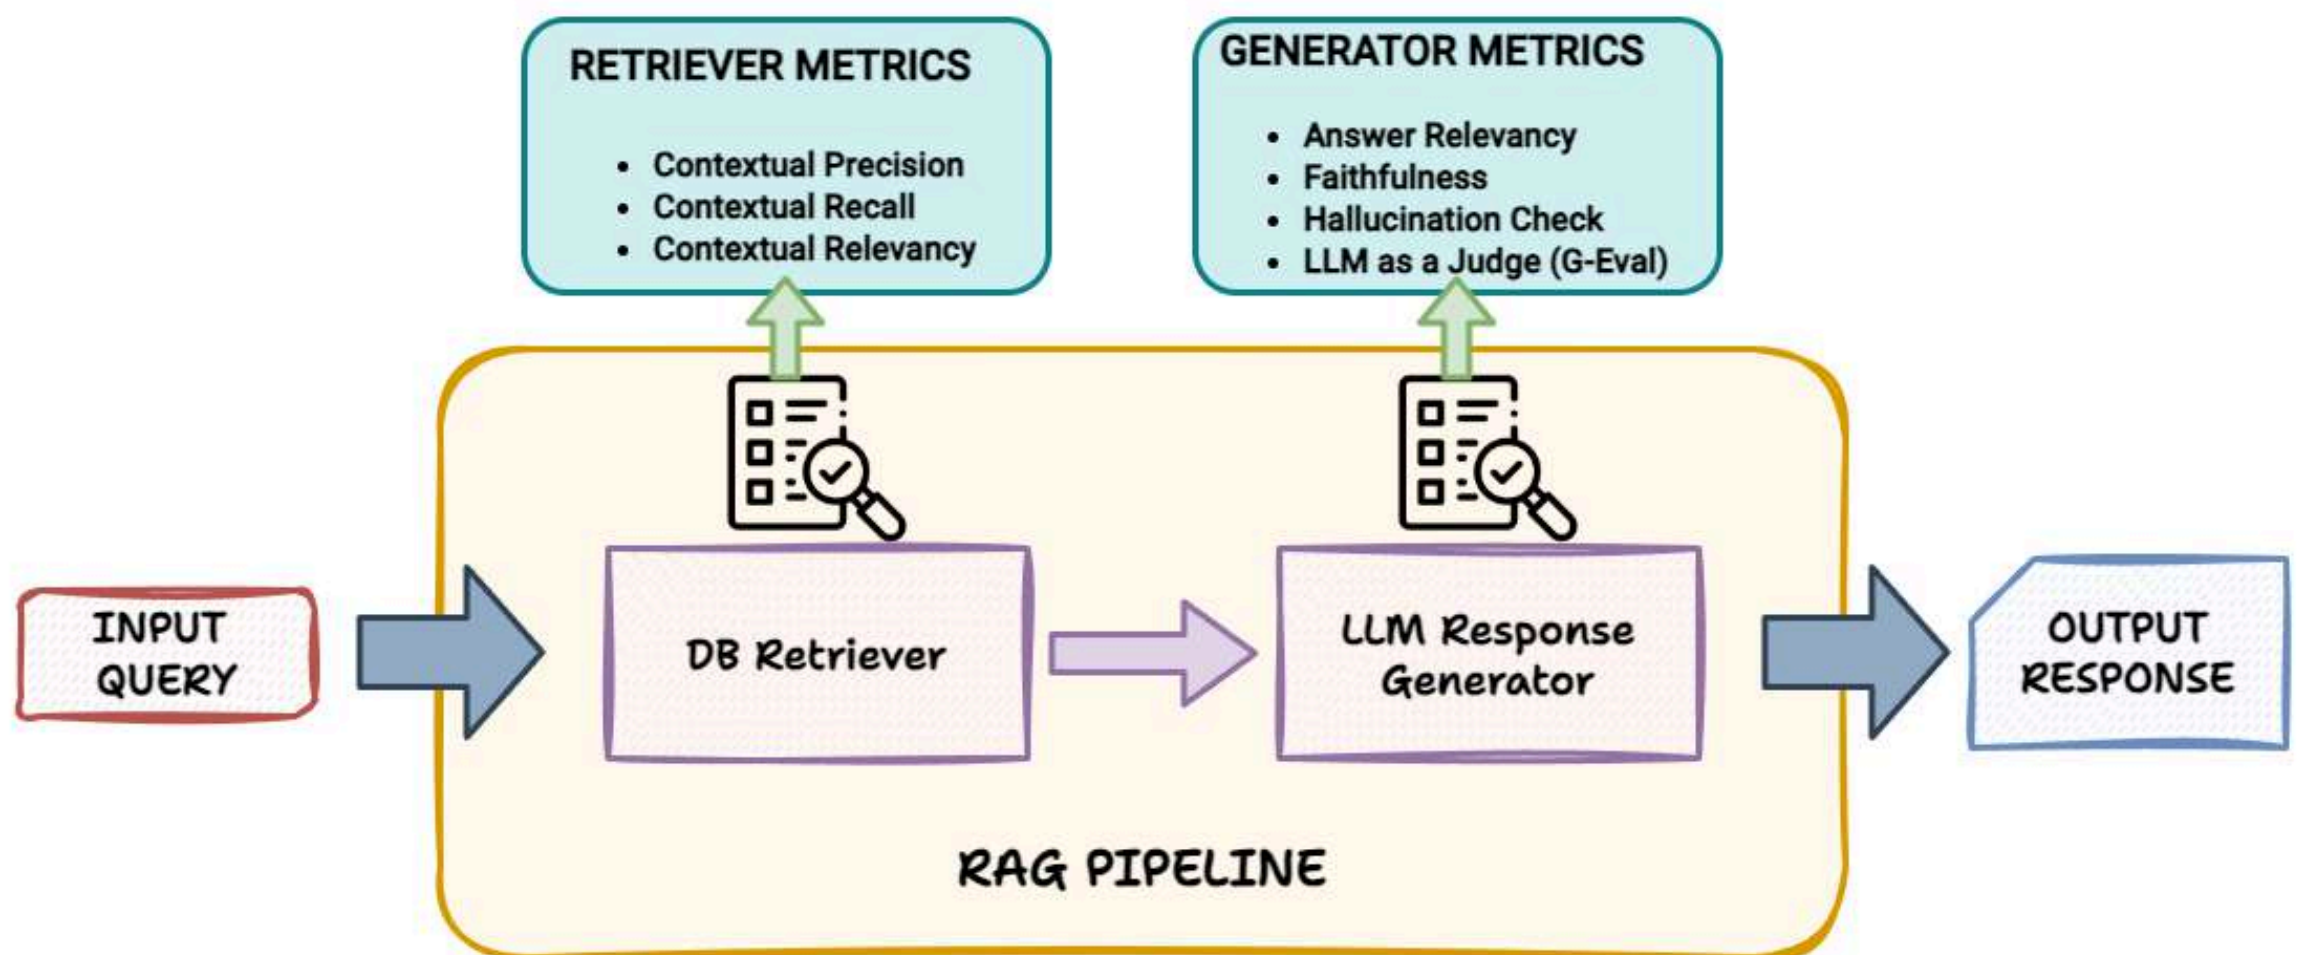 RETRIEVER METRICS
• Contextual Precision
• Contextual Recall
• Contextual Relevancy
GENERATOR METRICS
• Answer Relevancy
• Faithfulness
• Hallucination Check
• LLM as a Judge (G-Eval)
INPUT
QUERY
DB Retriever
LLM Response
Generator
OUTPUT
RESPONSE
RAG PIPELINE